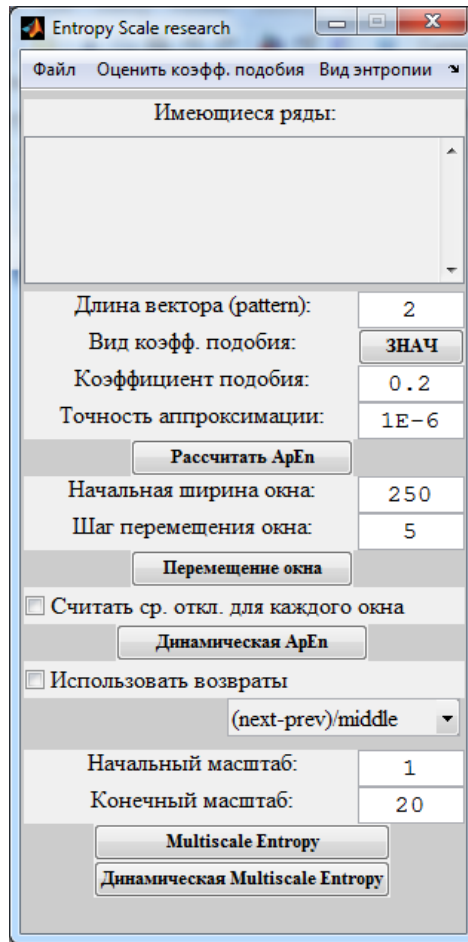 Entropy Scale research
Файл Оценить коэфф. подобия Вид энтропии
Имеющиеся ряды:
Длина вектора (pattern): 2
Вид коэфф. подобия: ЗНАЧ
Коэффициент подобия: 0.2
Точность аппроксимации: 1E-6
Рассчитать ApEn
Начальная ширина окна: 250
Шаг перемещения окна: 5
Перемещение окна
Считать ср. откл. для каждого окна
Динамическая ApEn
Использовать возвраты
(next-prev)/middle
Начальный масштаб: 1
Конечный масштаб: 20
Multiscale Entropy
Динамическая Multiscale Entropy